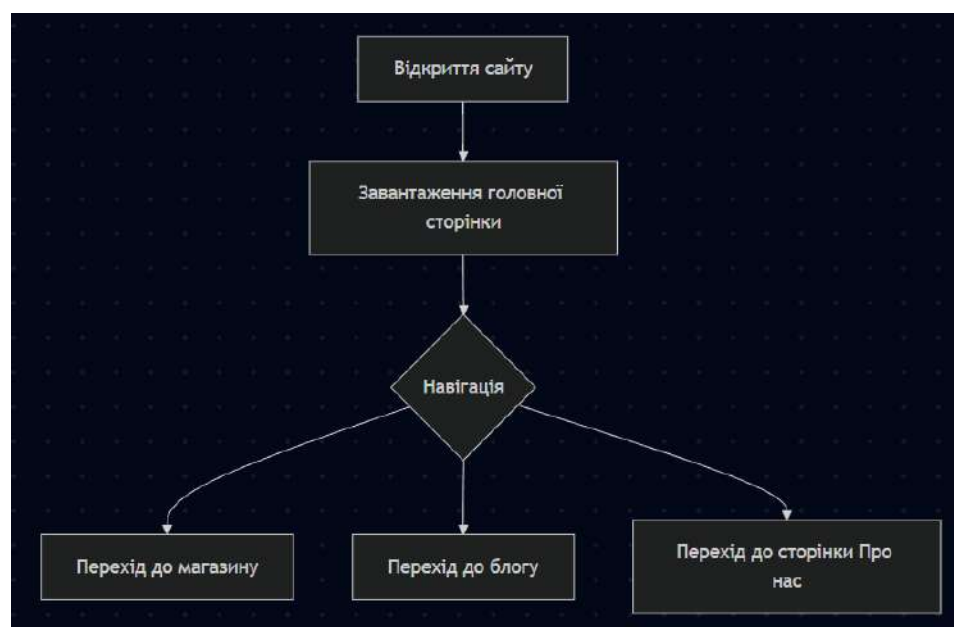 Відкриття сайту
Завантаження головної
сторінки
Навігація
Перехід до магазину
Перехід до блогу
Перехід до сторінки Про
нас